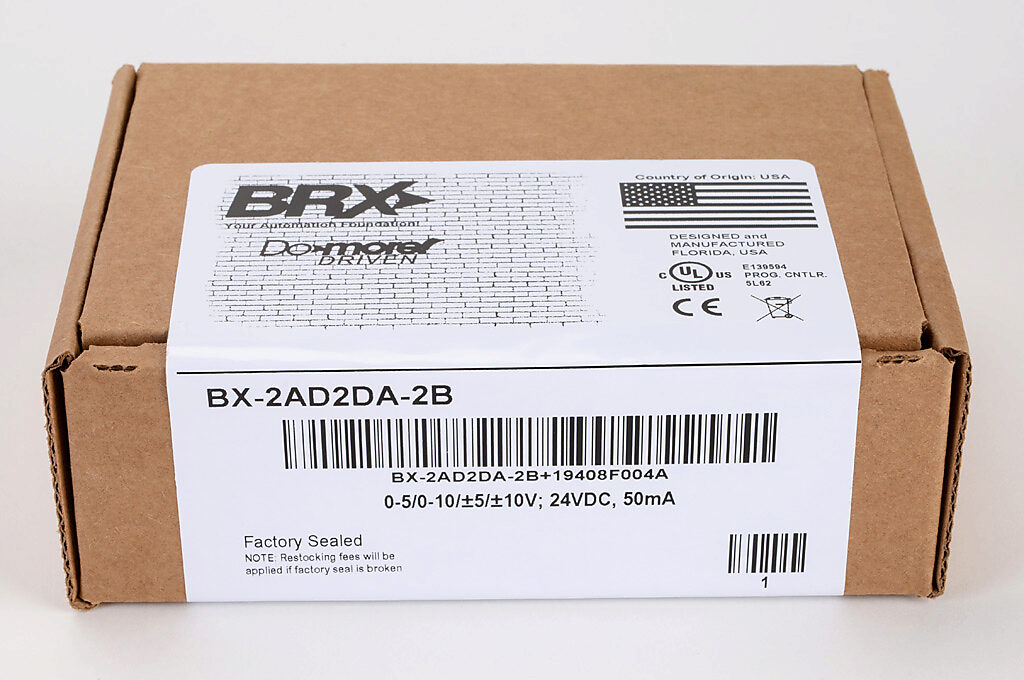 BRX
Your Automation Foundation!
Do-more!
DRIVEN
Country of Origin: USA
DESIGNED and
MANUFACTURED
FLORIDA, USA
C UL US
LISTED
E139594
PROG. CNTLR.
5L62
CE
BX-2AD2DA-2B
BX-2AD2DA-2B+19408F004A
0-5/0-10/±5/±10V; 24VDC, 50mA
Factory Sealed
NOTE: Restocking fees will be
applied if factory seal is broken
1